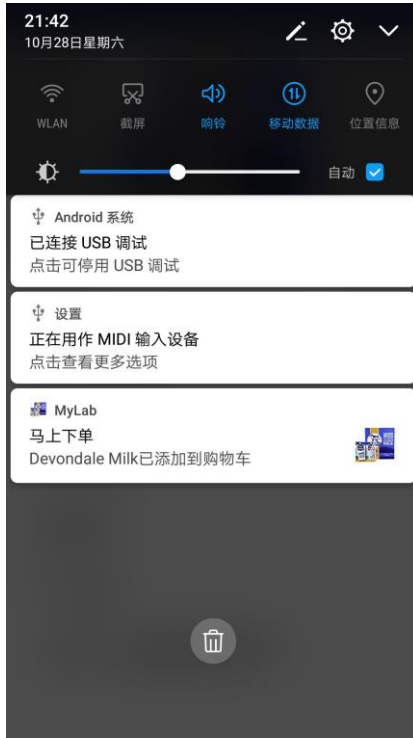 21:42
10月28日星期六
WLAN 截屏 响铃 移动数据 位置信息
自动
Android 系统
已连接 USB 调试
点击可停用 USB 调试
设置
正在用作 MIDI 输入设备
点击查看更多选项
MyLab
马上下单
Devondale Milk已添加到购物车